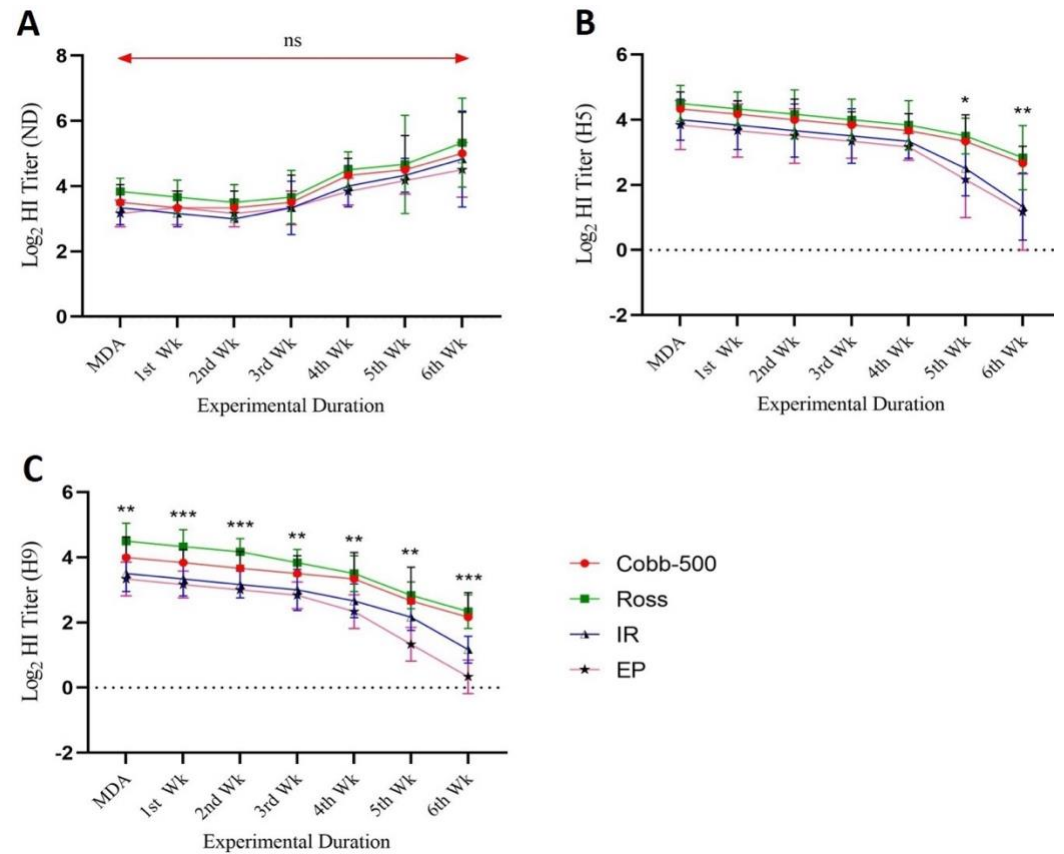 A
ns
8
6
4
2
0
Log2 HI Titer (ND)
MDA
1st Wk
2nd Wk
3rd Wk
4th Wk
5th Wk
6th Wk
Experimental Duration
B
6
4
2
0
-2
Log2 HI Titer (H5)
*
**
MDA
1st Wk
2nd Wk
3rd Wk
4th Wk
5th Wk
6th Wk
Experimental Duration
C
6
4
2
0
-2
Log2 HI Titer (H9)
**
***
***
**
**
**
***
MDA
1st Wk
2nd Wk
3rd Wk
4th Wk
5th Wk
6th Wk
Experimental Duration
Cobb-500
Ross
IR
EP